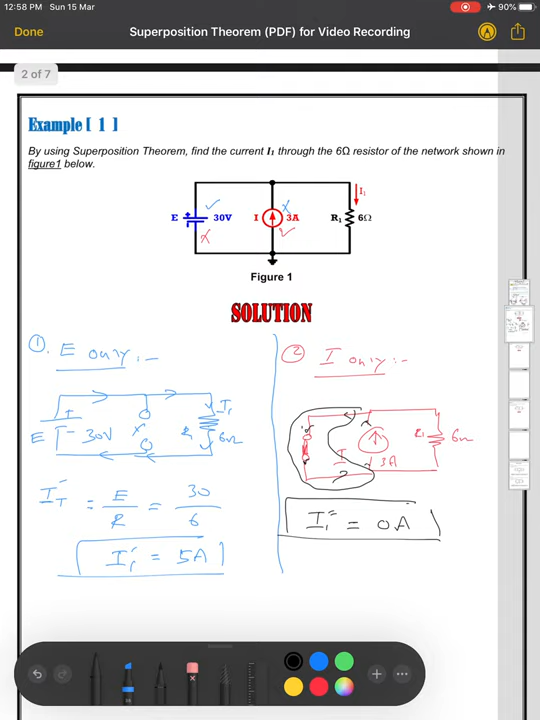 12:58 PM Sun 15 Mar
90%
Done
Superposition Theorem (PDF) for Video Recording
2 of 7
Example [ 1 ]
By using Superposition Theorem, find the current I₁ through the 6Ω resistor of the network shown in
figure1 below.
E 30V I 3A R₁ 6Ω I₁
Figure 1
SOLUTION
①. E only:-
E 30V R₁ 6Ω I₁
I₁' = E/R = 30/6
I₁' = 5A
② I only:-
I 3A R₁ 6Ω
I₁'' = 0A